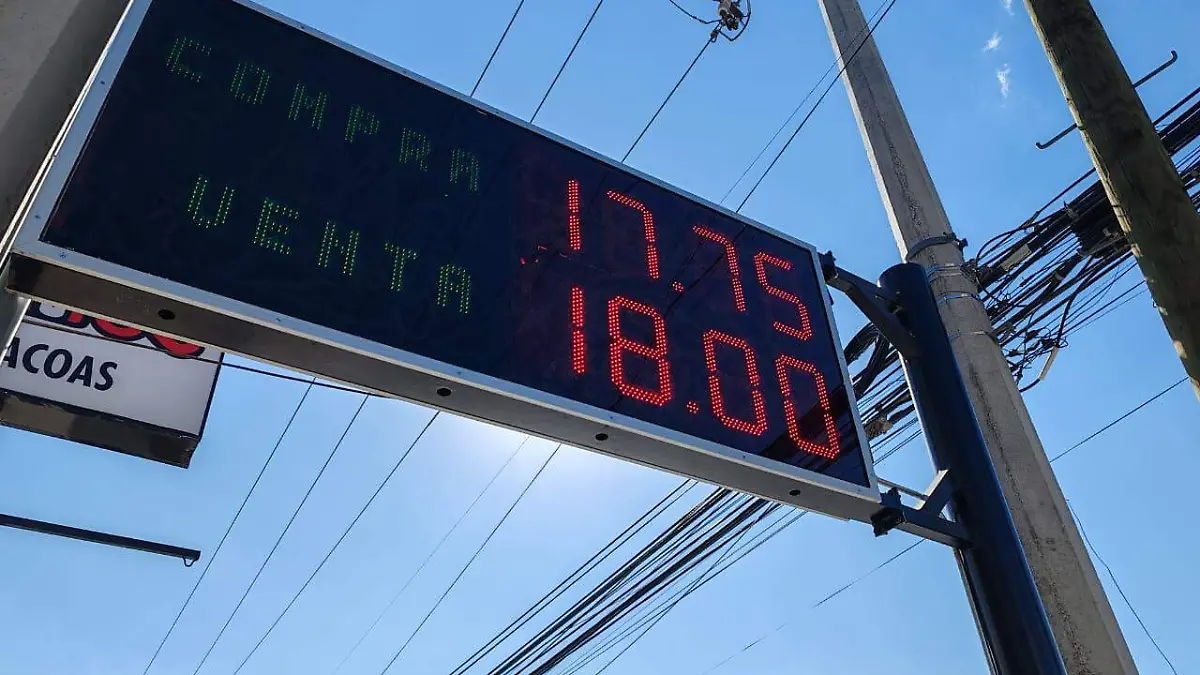 COMPRA 17.75
VENTA 18.00
ACOAS